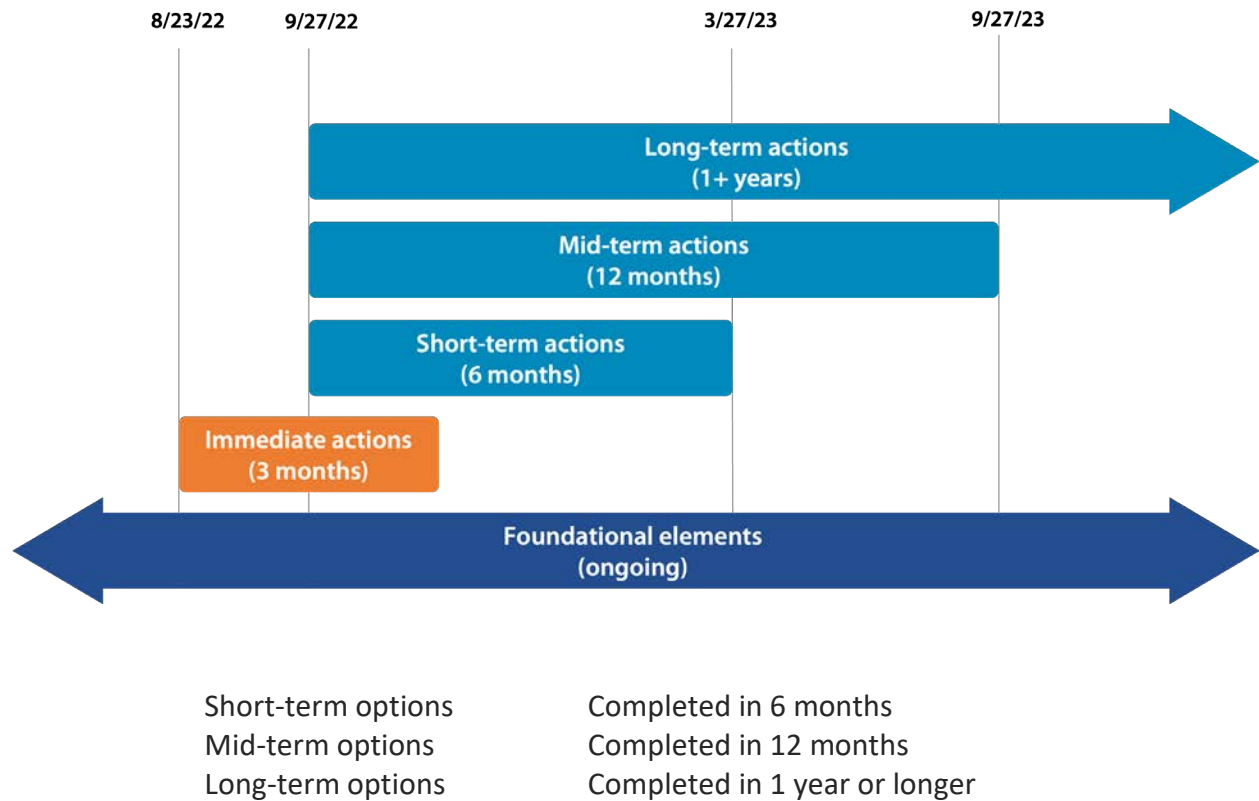 8/23/22 9/27/22 3/27/23 9/27/23
Long-term actions
(1+ years)
Mid-term actions
(12 months)
Short-term actions
(6 months)
Immediate actions
(3 months)
Foundational elements
(ongoing)
Short-term options Completed in 6 months
Mid-term options Completed in 12 months
Long-term options Completed in 1 year or longer